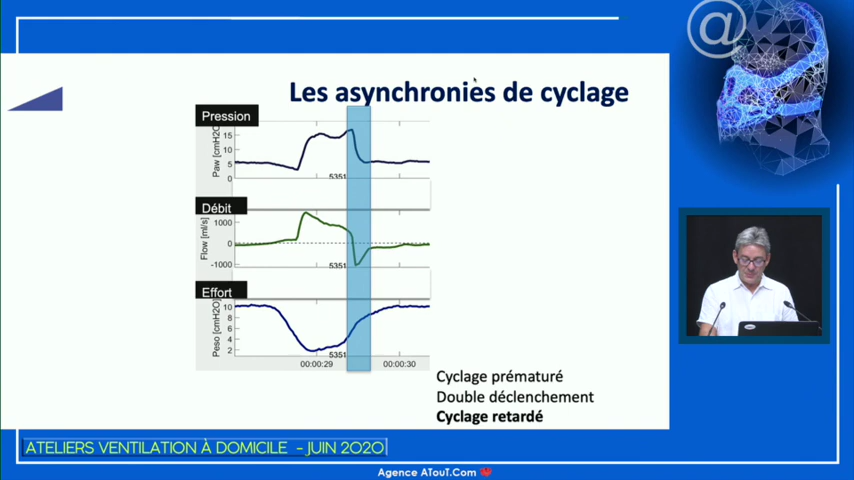 @
Les asynchronies de cyclage
Pression
Paw [cmH2O]
15
10
5
0
5351
Débit
Flow [ml/s]
1000
0
-1000
5351
Effort
Peso [cmH2O]
10
8
6
4
2
5351
00:00:29
00:00:30
Cyclage prématuré
Double déclenchement
Cyclage retardé
ATELIERS VENTILATION À DOMICILE - JUIN 2020
Agence ATouT.Com